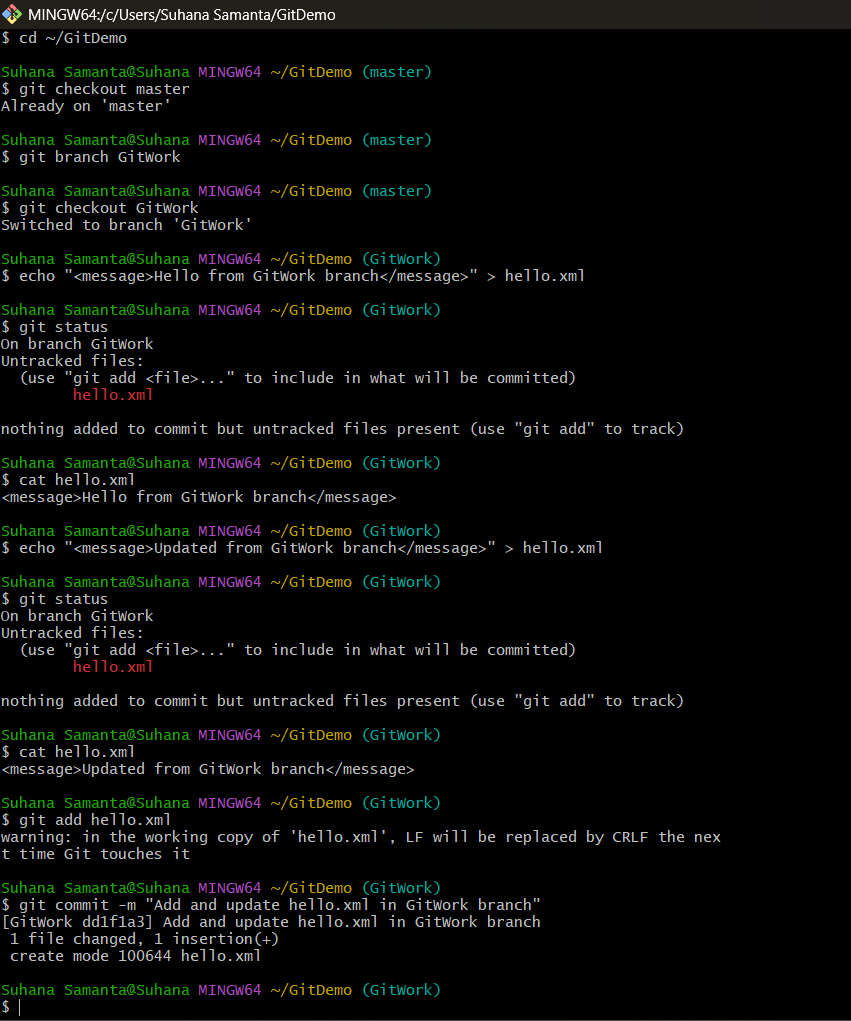 MINGW64:/c/Users/Suhana Samanta/GitDemo
$ cd ~/GitDemo
Suhana Samanta@Suhana MINGW64 ~/GitDemo (master)
$ git checkout master
Already on 'master'
Suhana Samanta@Suhana MINGW64 ~/GitDemo (master)
$ git branch GitWork
Suhana Samanta@Suhana MINGW64 ~/GitDemo (master)
$ git checkout GitWork
Switched to branch 'GitWork'
Suhana Samanta@Suhana MINGW64 ~/GitDemo (GitWork)
$ echo "<message>Hello from GitWork branch</message>" > hello.xml
Suhana Samanta@Suhana MINGW64 ~/GitDemo (GitWork)
$ git status
On branch GitWork
Untracked files:
  (use "git add <file>..." to include in what will be committed)
        hello.xml
nothing added to commit but untracked files present (use "git add" to track)
Suhana Samanta@Suhana MINGW64 ~/GitDemo (GitWork)
$ cat hello.xml
<message>Hello from GitWork branch</message>
Suhana Samanta@Suhana MINGW64 ~/GitDemo (GitWork)
$ echo "<message>Updated from GitWork branch</message>" > hello.xml
Suhana Samanta@Suhana MINGW64 ~/GitDemo (GitWork)
$ git status
On branch GitWork
Untracked files:
  (use "git add <file>..." to include in what will be committed)
        hello.xml
nothing added to commit but untracked files present (use "git add" to track)
Suhana Samanta@Suhana MINGW64 ~/GitDemo (GitWork)
$ cat hello.xml
<message>Updated from GitWork branch</message>
Suhana Samanta@Suhana MINGW64 ~/GitDemo (GitWork)
$ git add hello.xml
warning: in the working copy of 'hello.xml', LF will be replaced by CRLF the nex
t time Git touches it
Suhana Samanta@Suhana MINGW64 ~/GitDemo (GitWork)
$ git commit -m "Add and update hello.xml in GitWork branch"
[GitWork dd1f1a3] Add and update hello.xml in GitWork branch
 1 file changed, 1 insertion(+)
 create mode 100644 hello.xml
Suhana Samanta@Suhana MINGW64 ~/GitDemo (GitWork)
$